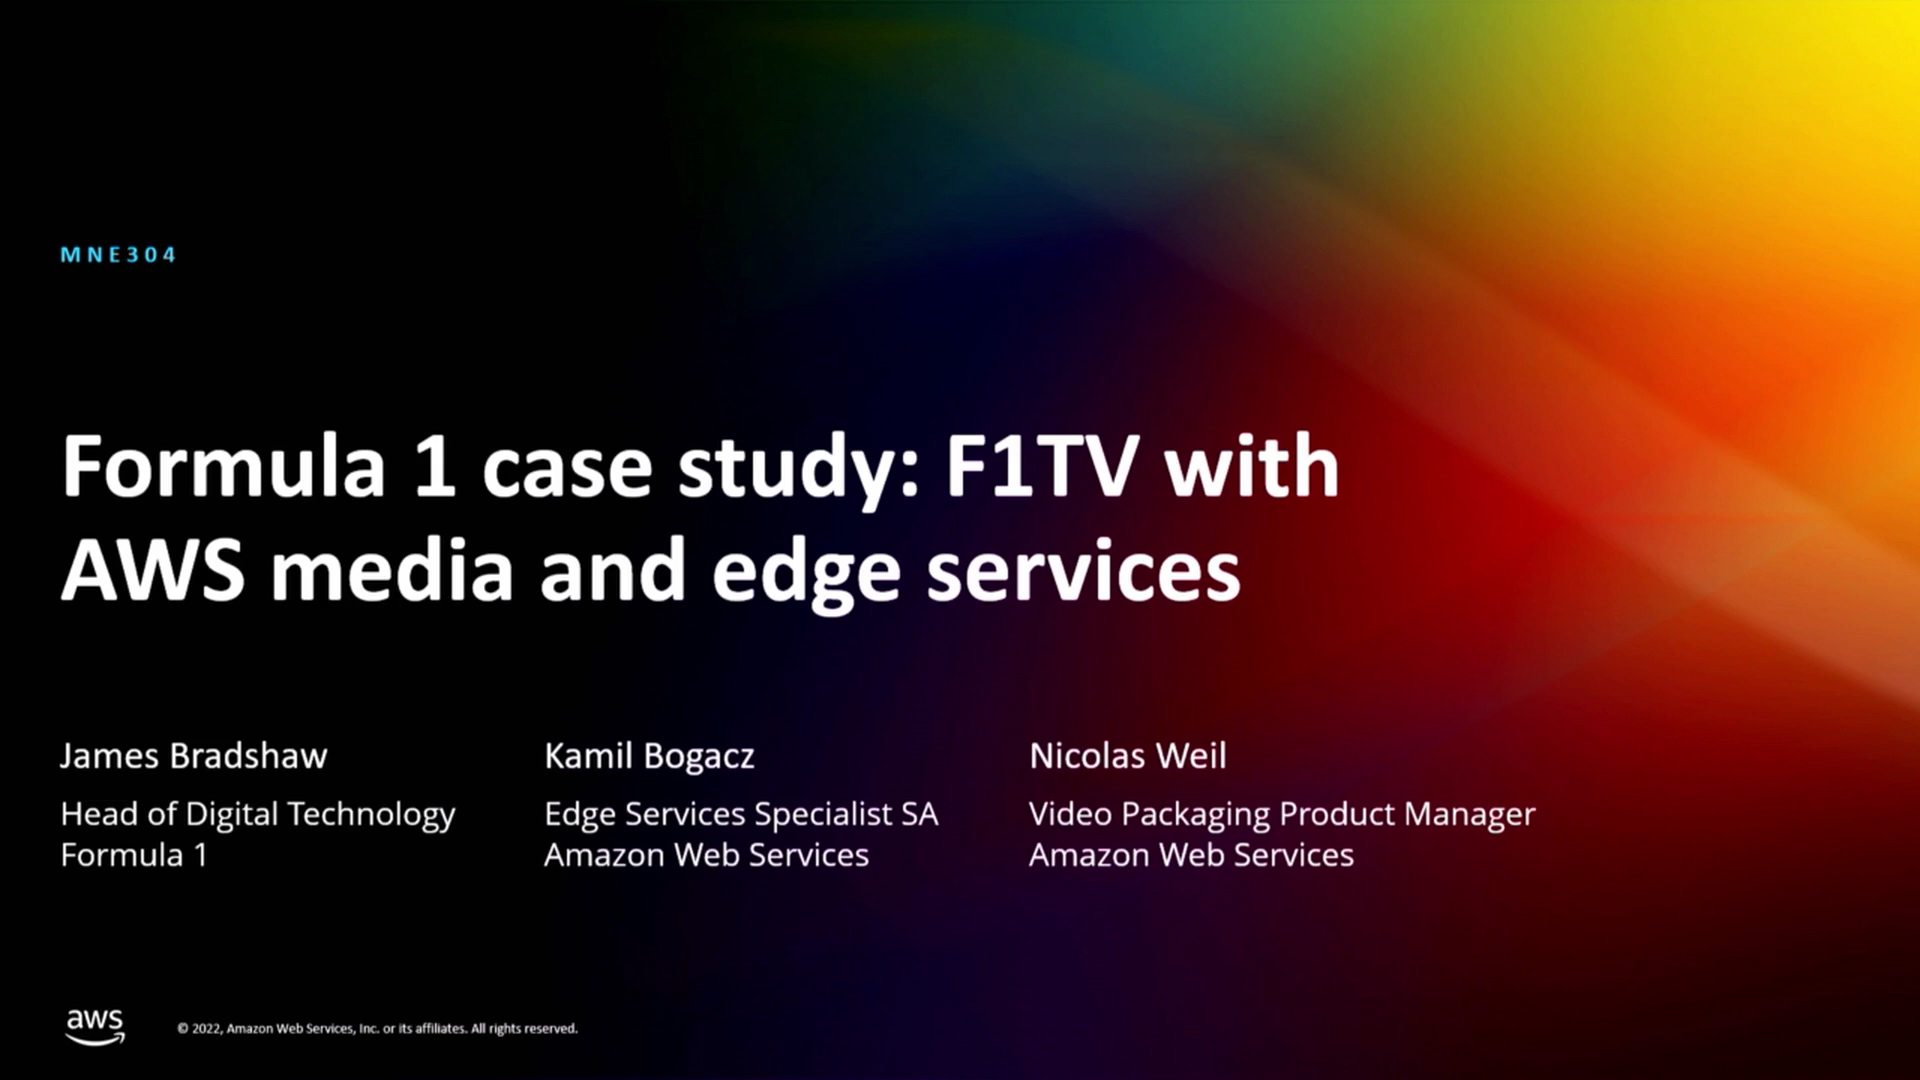 MNE304
Formula 1 case study: F1TV with
AWS media and edge services
James Bradshaw
Head of Digital Technology
Formula 1
Kamil Bogacz
Edge Services Specialist SA
Amazon Web Services
Nicolas Weil
Video Packaging Product Manager
Amazon Web Services
aws
© 2022, Amazon Web Services, Inc. or its affiliates. All rights reserved.